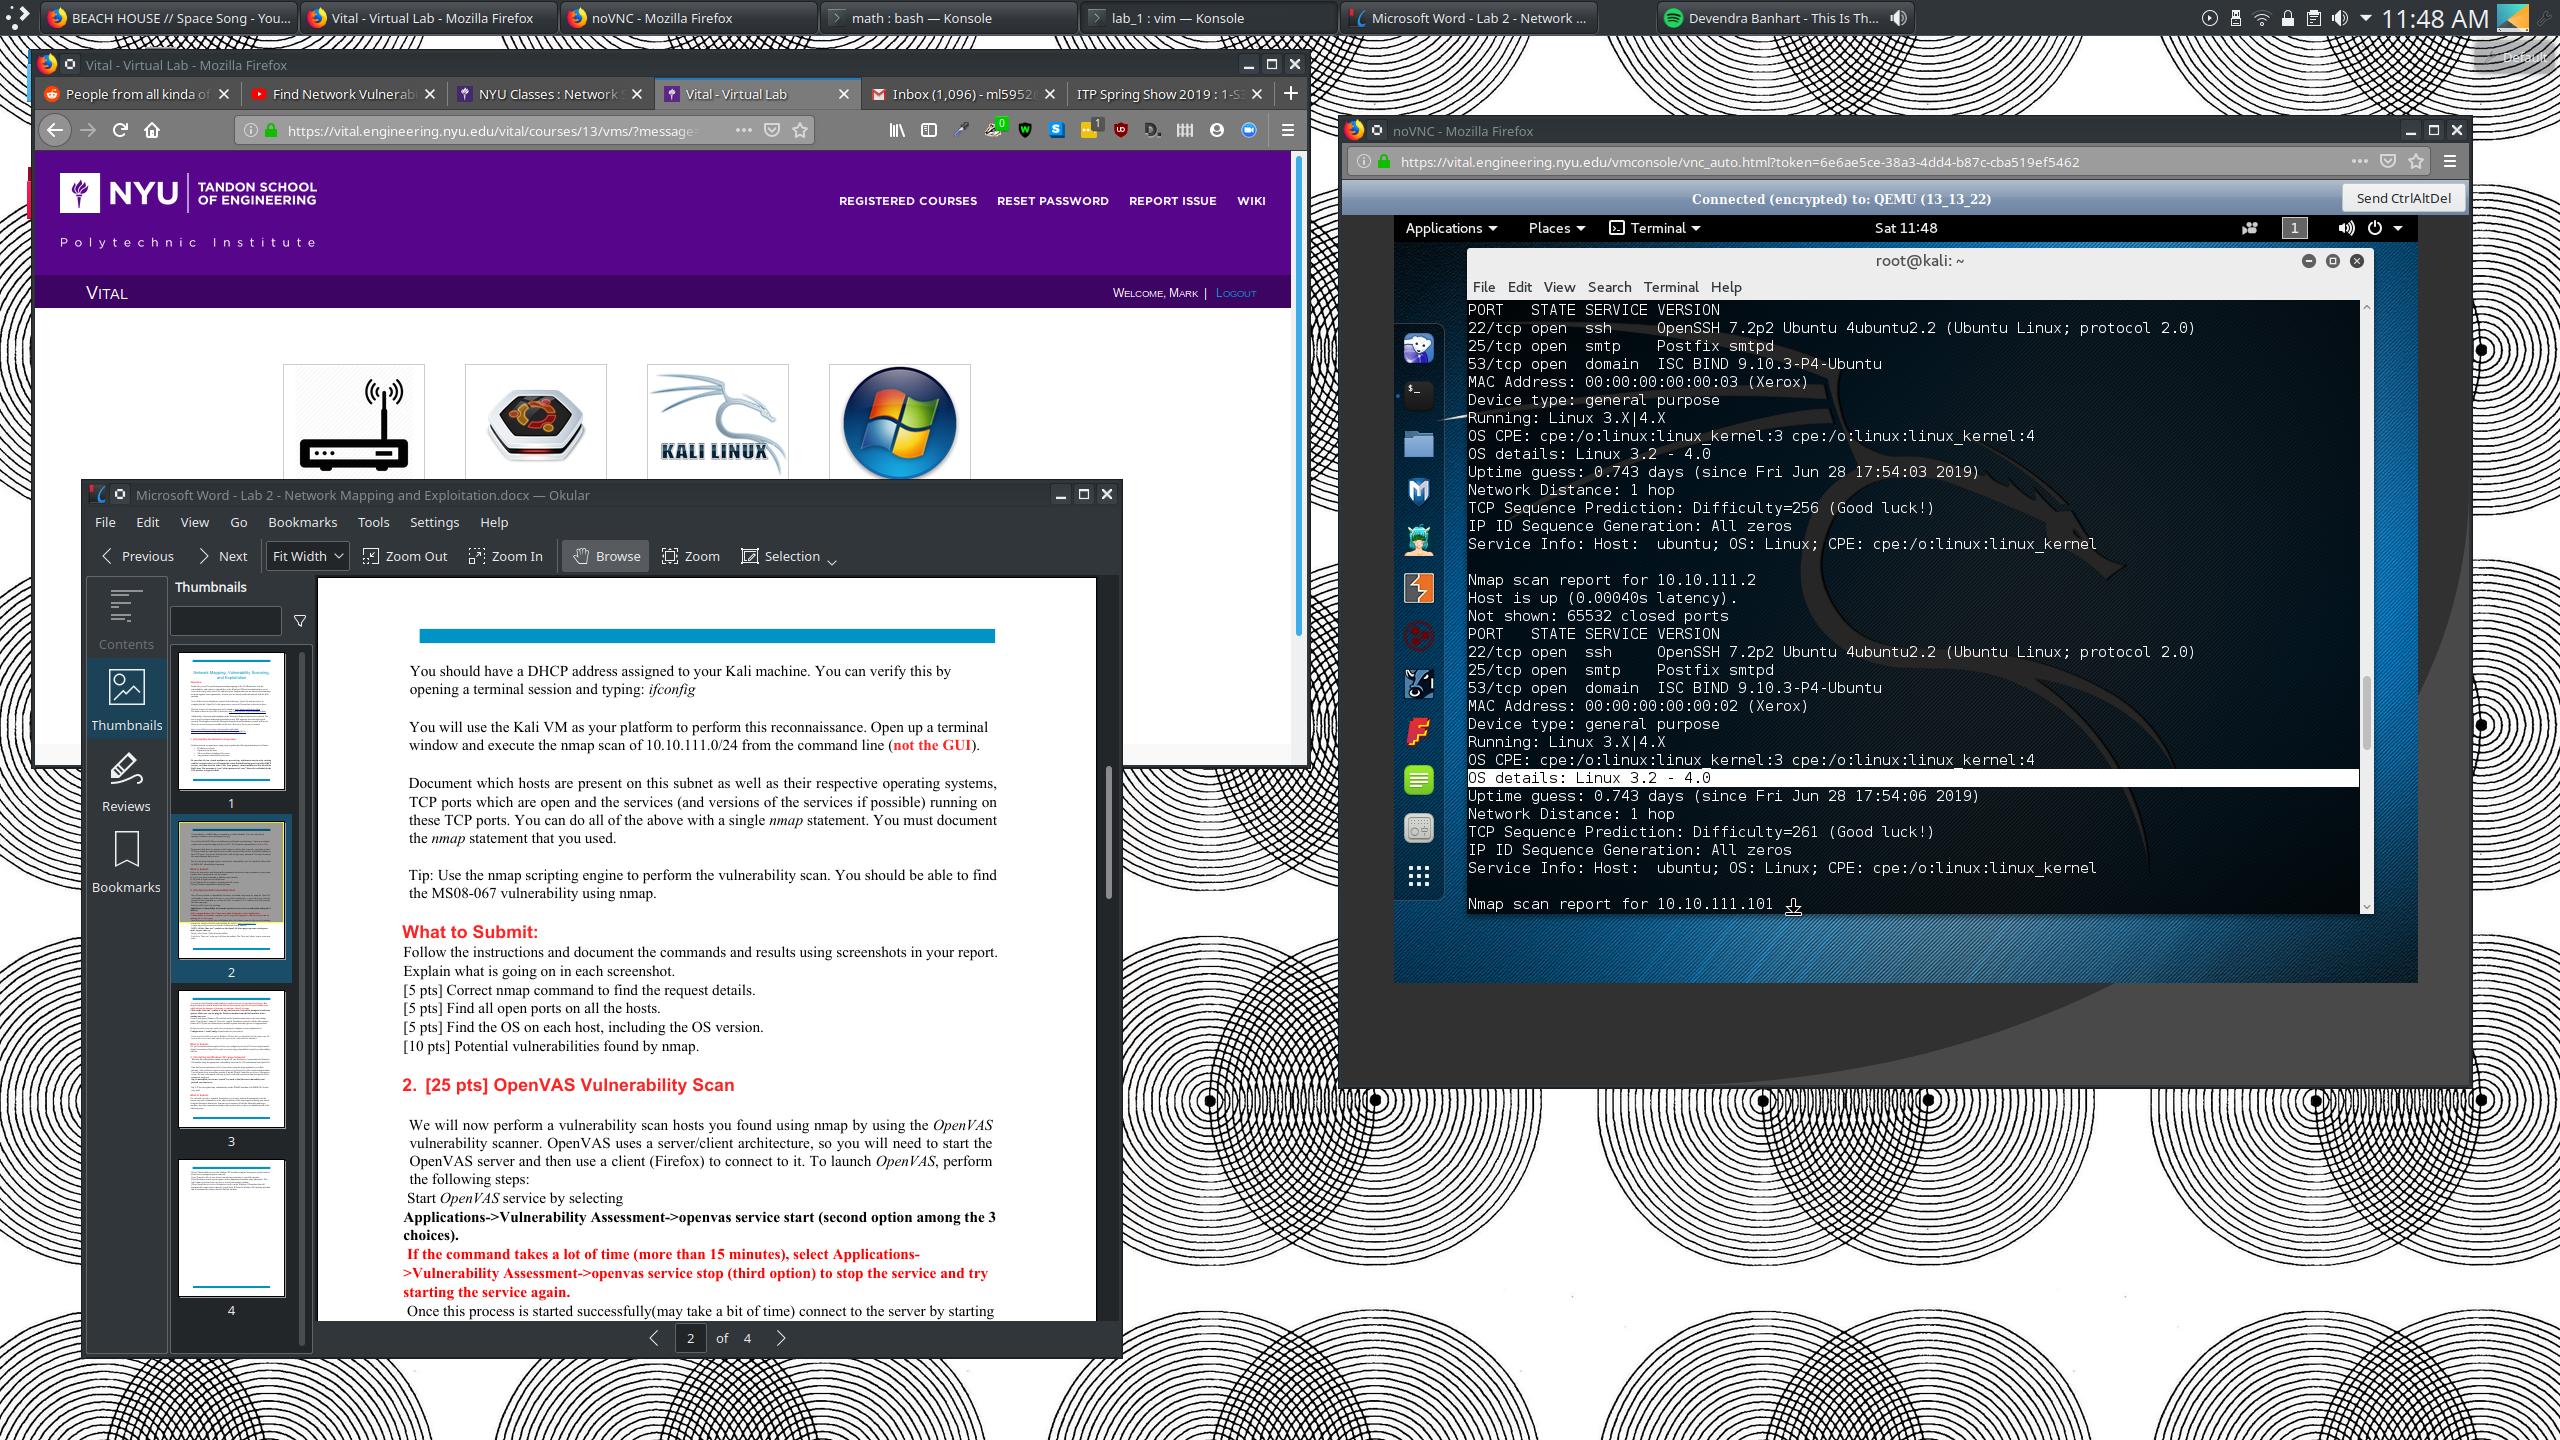 BEACH HOUSE // Space Song - You...
Vital - Virtual Lab - Mozilla Firefox
noVNC - Mozilla Firefox
math : bash — Konsole
lab_1 : vim — Konsole
Microsoft Word - Lab 2 - Network ...
Devendra Banhart - This Is Th...
11:48 AM
Default
Vital - Virtual Lab - Mozilla Firefox
People from all kinda of
Find Network Vulnerab
NYU Classes : Network S
Vital - Virtual Lab
Inbox (1,096) - ml5952
ITP Spring Show 2019 : 1-S
https://vital.engineering.nyu.edu/vital/courses/13/vms/?message=
NYU
TANDON SCHOOL
OF ENGINEERING
Polytechnic Institute
REGISTERED COURSES RESET PASSWORD REPORT ISSUE WIKI
VITAL
WELCOME, MARK | LOGOUT
KALI LINUX
Microsoft Word - Lab 2 - Network Mapping and Exploitation.docx — Okular
File Edit View Go Bookmarks Tools Settings Help
Previous Next Fit Width Zoom Out Zoom In Browse Zoom Selection
Contents
Thumbnails
Reviews
Bookmarks
Thumbnails
1
2
3
4
You should have a DHCP address assigned to your Kali machine. You can verify this by
opening a terminal session and typing: ifconfig
You will use the Kali VM as your platform to perform this reconnaissance. Open up a terminal
window and execute the nmap scan of 10.10.111.0/24 from the command line (not the GUI).
Document which hosts are present on this subnet as well as their respective operating systems,
TCP ports which are open and the services (and versions of the services if possible) running on
these TCP ports. You can do all of the above with a single nmap statement. You must document
the nmap statement that you used.
Tip: Use the nmap scripting engine to perform the vulnerability scan. You should be able to find
the MS08-067 vulnerability using nmap.
What to Submit:
Follow the instructions and document the commands and results using screenshots in your report.
Explain what is going on in each screenshot.
[5 pts] Correct nmap command to find the request details.
[5 pts] Find all open ports on all the hosts.
[5 pts] Find the OS on each host, including the OS version.
[10 pts] Potential vulnerabilities found by nmap.
2. [25 pts] OpenVAS Vulnerability Scan
We will now perform a vulnerability scan hosts you found using nmap by using the OpenVAS
vulnerability scanner. OpenVAS uses a server/client architecture, so you will need to start the
OpenVAS server and then use a client (Firefox) to connect to it. To launch OpenVAS, perform
the following steps:
Start OpenVAS service by selecting
Applications->Vulnerability Assessment->openvas service start (second option among the 3
choices).
If the command takes a lot of time (more than 15 minutes), select Applications-
>Vulnerability Assessment->openvas service stop (third option) to stop the service and try
starting the service again.
Once this process is started successfully(may take a bit of time) connect to the server by starting
2 of 4
noVNC - Mozilla Firefox
https://vital.engineering.nyu.edu/vmconsole/vnc_auto.html?token=6e6ae5ce-38a3-4dd4-b87c-cba519ef5462
Connected (encrypted) to: QEMU (13_13_22)
Send CtrlAltDel
Applications Places Terminal Sat 11:48 1
root@kali: ~
File Edit View Search Terminal Help
PORT STATE SERVICE VERSION
22/tcp open ssh OpenSSH 7.2p2 Ubuntu 4ubuntu2.2 (Ubuntu Linux; protocol 2.0)
25/tcp open smtp Postfix smtpd
53/tcp open domain ISC BIND 9.10.3-P4-Ubuntu
MAC Address: 00:00:00:00:00:03 (Xerox)
Device type: general purpose
Running: Linux 3.X|4.X
OS CPE: cpe:/o:linux:linux_kernel:3 cpe:/o:linux:linux_kernel:4
OS details: Linux 3.2 - 4.0
Uptime guess: 0.743 days (since Fri Jun 28 17:54:03 2019)
Network Distance: 1 hop
TCP Sequence Prediction: Difficulty=256 (Good luck!)
IP ID Sequence Generation: All zeros
Service Info: Host: ubuntu; OS: Linux; CPE: cpe:/o:linux:linux_kernel
Nmap scan report for 10.10.111.2
Host is up (0.00040s latency).
Not shown: 65532 closed ports
PORT STATE SERVICE VERSION
22/tcp open ssh OpenSSH 7.2p2 Ubuntu 4ubuntu2.2 (Ubuntu Linux; protocol 2.0)
25/tcp open smtp Postfix smtpd
53/tcp open domain ISC BIND 9.10.3-P4-Ubuntu
MAC Address: 00:00:00:00:00:02 (Xerox)
Device type: general purpose
Running: Linux 3.X|4.X
OS CPE: cpe:/o:linux:linux_kernel:3 cpe:/o:linux:linux_kernel:4
OS details: Linux 3.2 - 4.0
Uptime guess: 0.743 days (since Fri Jun 28 17:54:06 2019)
Network Distance: 1 hop
TCP Sequence Prediction: Difficulty=261 (Good luck!)
IP ID Sequence Generation: All zeros
Service Info: Host: ubuntu; OS: Linux; CPE: cpe:/o:linux:linux_kernel
Nmap scan report for 10.10.111.101